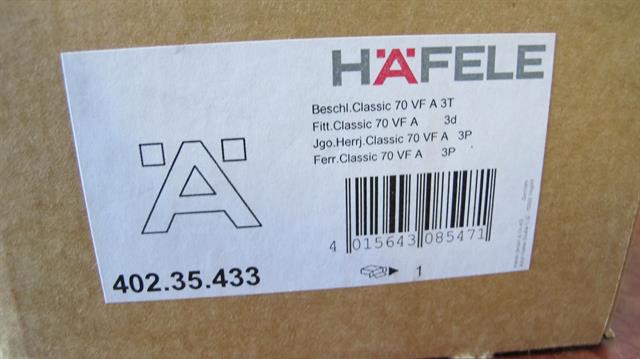 HÄFELE
Beschl.Classic 70 VF A 3T
Fitt.Classic 70 VF A 3d
Jgo.Herrj.Classic 70 VF A 3P
Ferr.Classic 70 VF A 3P
Ä
4 015643 085471
402.35.433
1